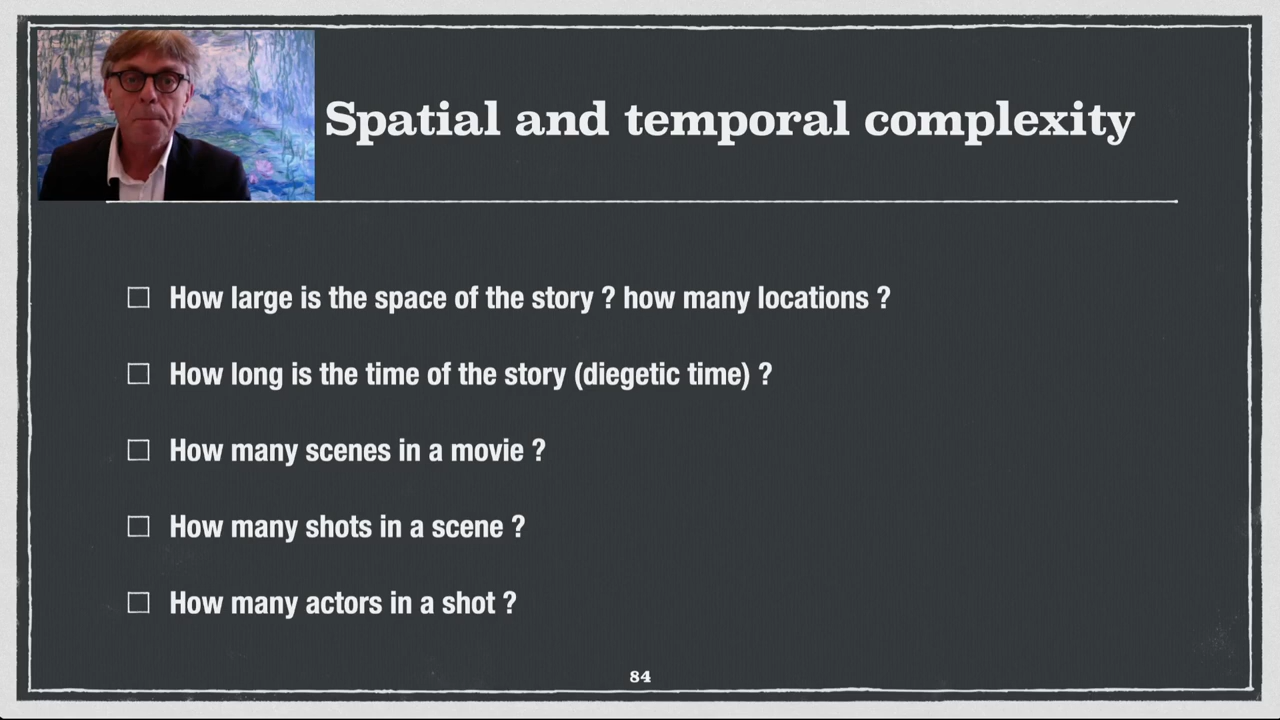 Spatial and temporal complexity
How large is the space of the story ? how many locations ?
How long is the time of the story (diegetic time) ?
How many scenes in a movie ?
How many shots in a scene ?
How many actors in a shot ?
84